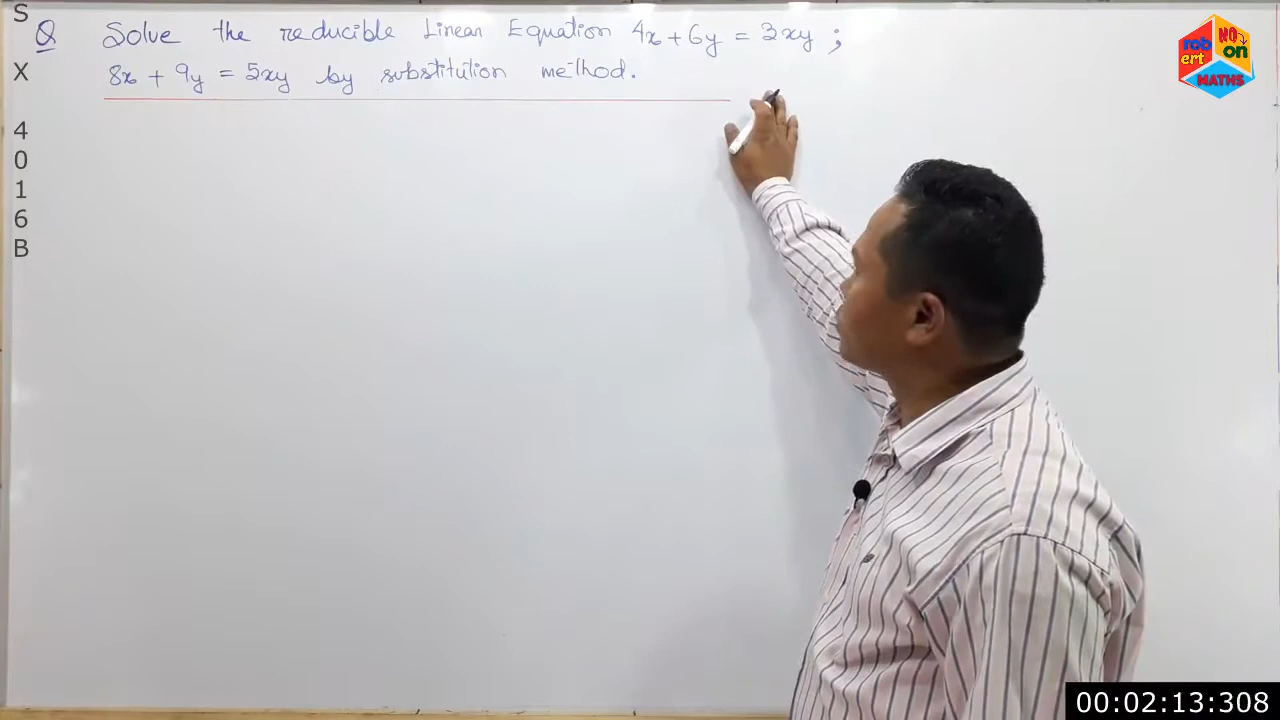 S
X
4
0
1
6
B
Q Solve the reducible Linear Equation 4x + 6y = 3xy ;
8x + 9y = 5xy by substitution method.
rob NO
ert on
MATHS
00:02:13:308